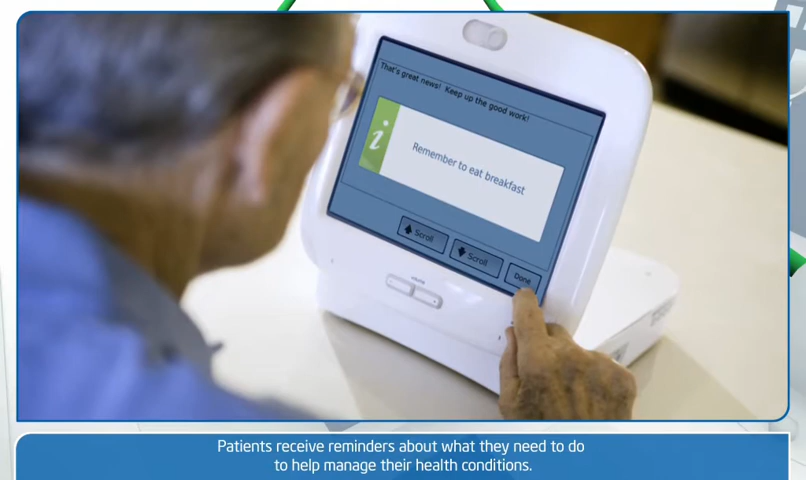 That's great news! Keep up the good work!
i
Remember to eat breakfast
Scroll
Scroll
Done
Patients receive reminders about what they need to do
to help manage their health conditions.